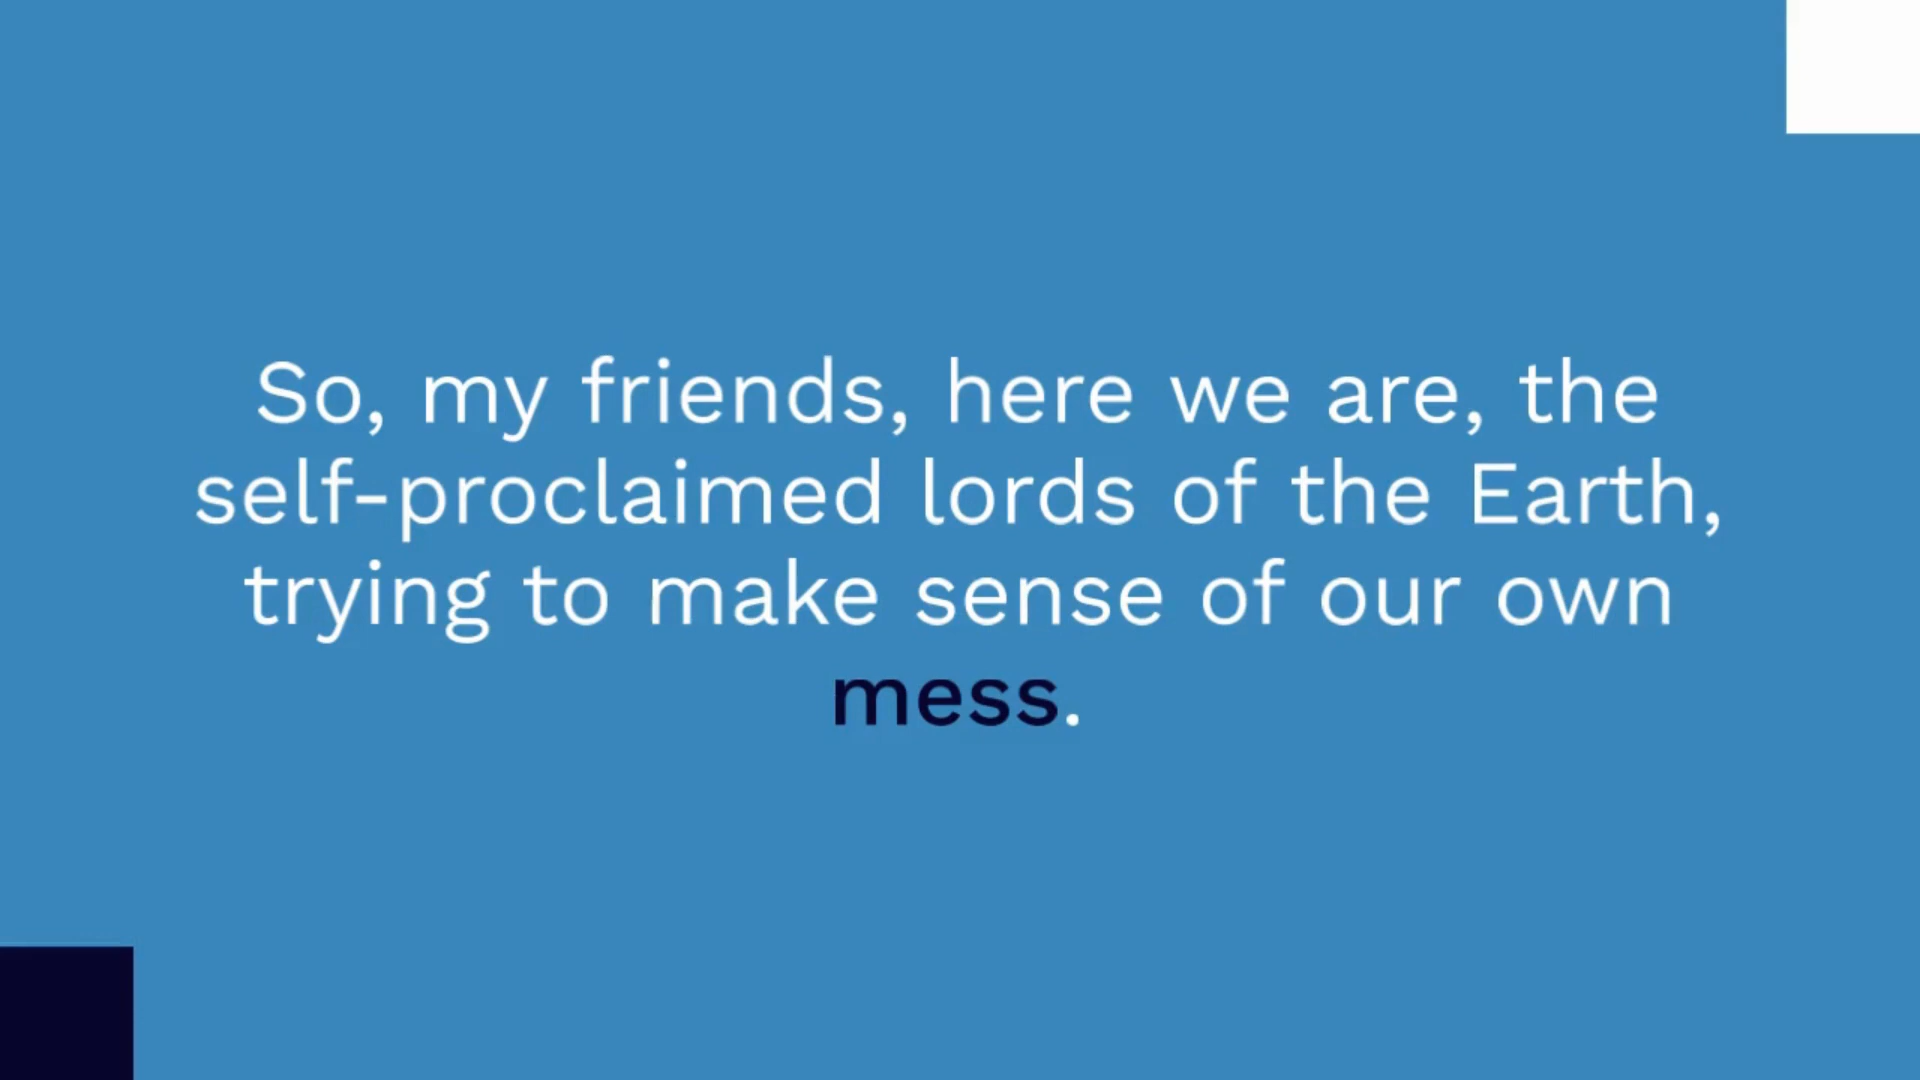 So, my friends, here we are, the
self-proclaimed lords of the Earth,
trying to make sense of our own
mess.